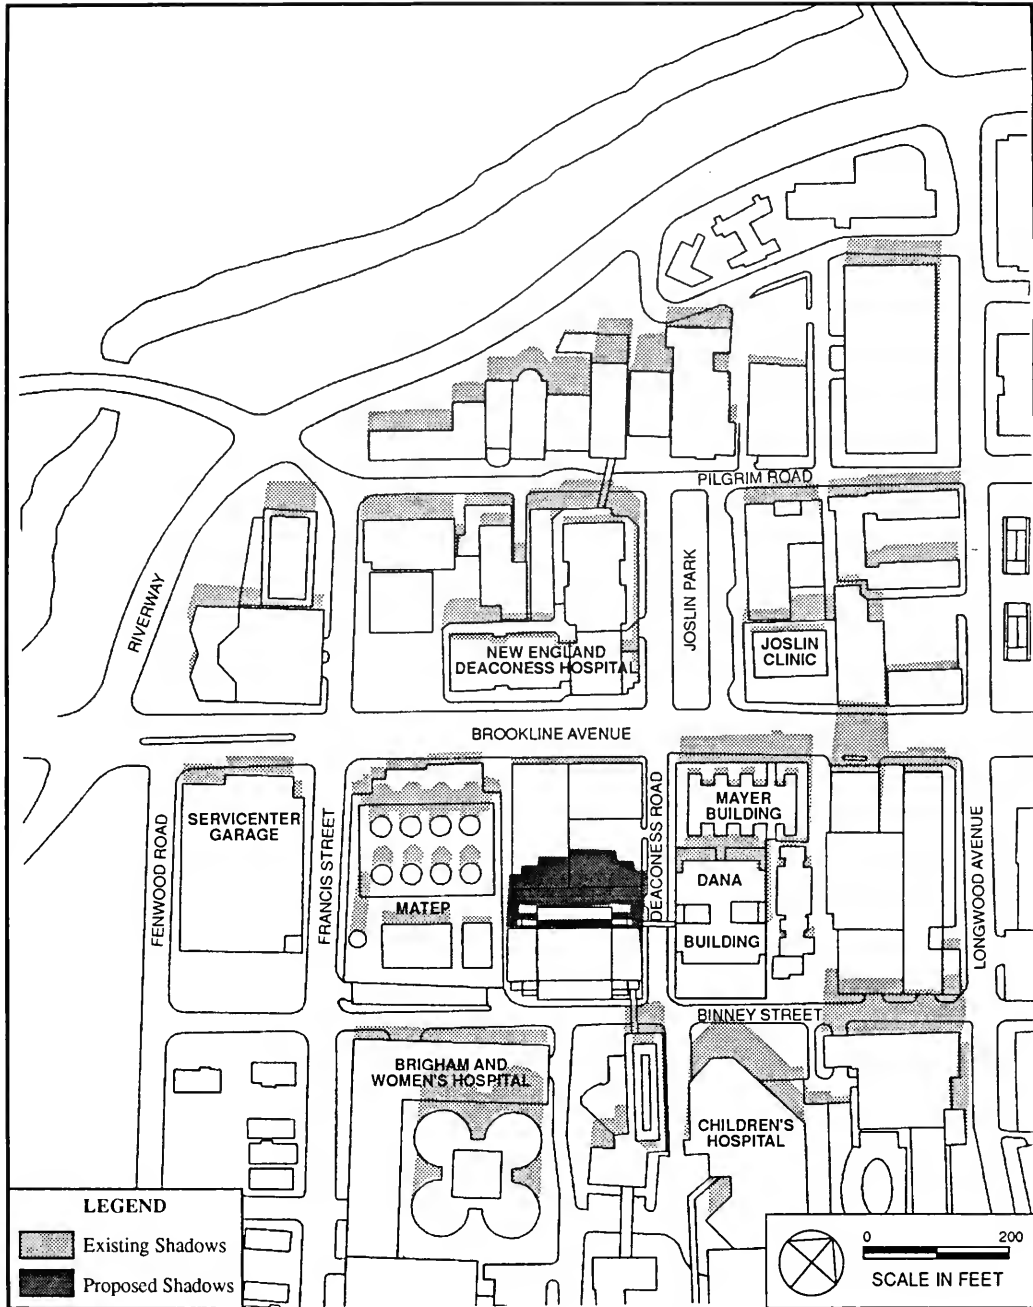 PILGRIM ROAD
RIVERWAY
JOSLIN PARK
NEW ENGLAND
DEACONESS HOSPITAL
JOSLIN
CLINIC
BROOKLINE AVENUE
FENWOOD ROAD
SERVICENTER
GARAGE
FRANCIS STREET
MATEP
DEACONESS ROAD
MAYER
BUILDING
DANA
BUILDING
LONGWOOD AVENUE
BINNEY STREET
BRIGHAM AND
WOMEN'S HOSPITAL
CHILDREN'S
HOSPITAL
LEGEND
Existing Shadows
Proposed Shadows
0 200
SCALE IN FEET